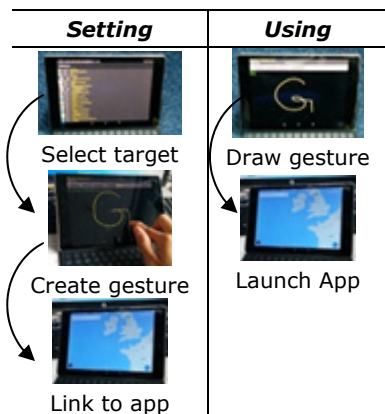 Setting
Using
Select target
Draw gesture
Create gesture
Launch App
Link to app